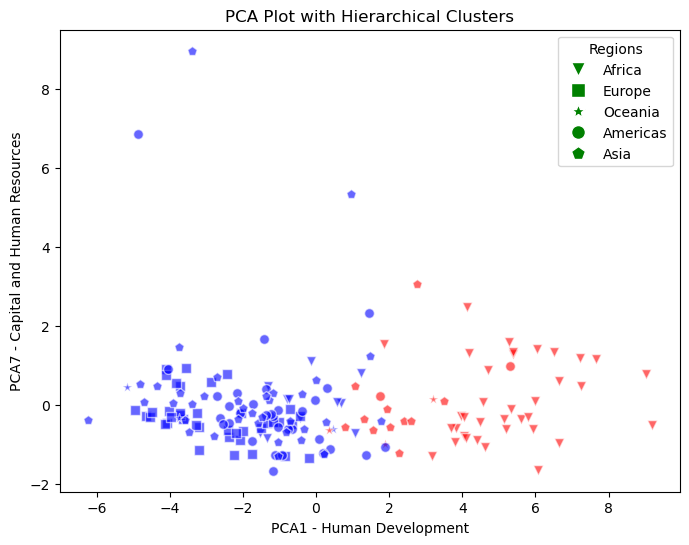 PCA Plot with Hierarchical Clusters
Regions
Africa
Europe
Oceania
Americas
Asia
PCA7 - Capital and Human Resources
8
6
4
2
0
−2
−6
−4
−2
0
2
4
6
8
PCA1 - Human Development